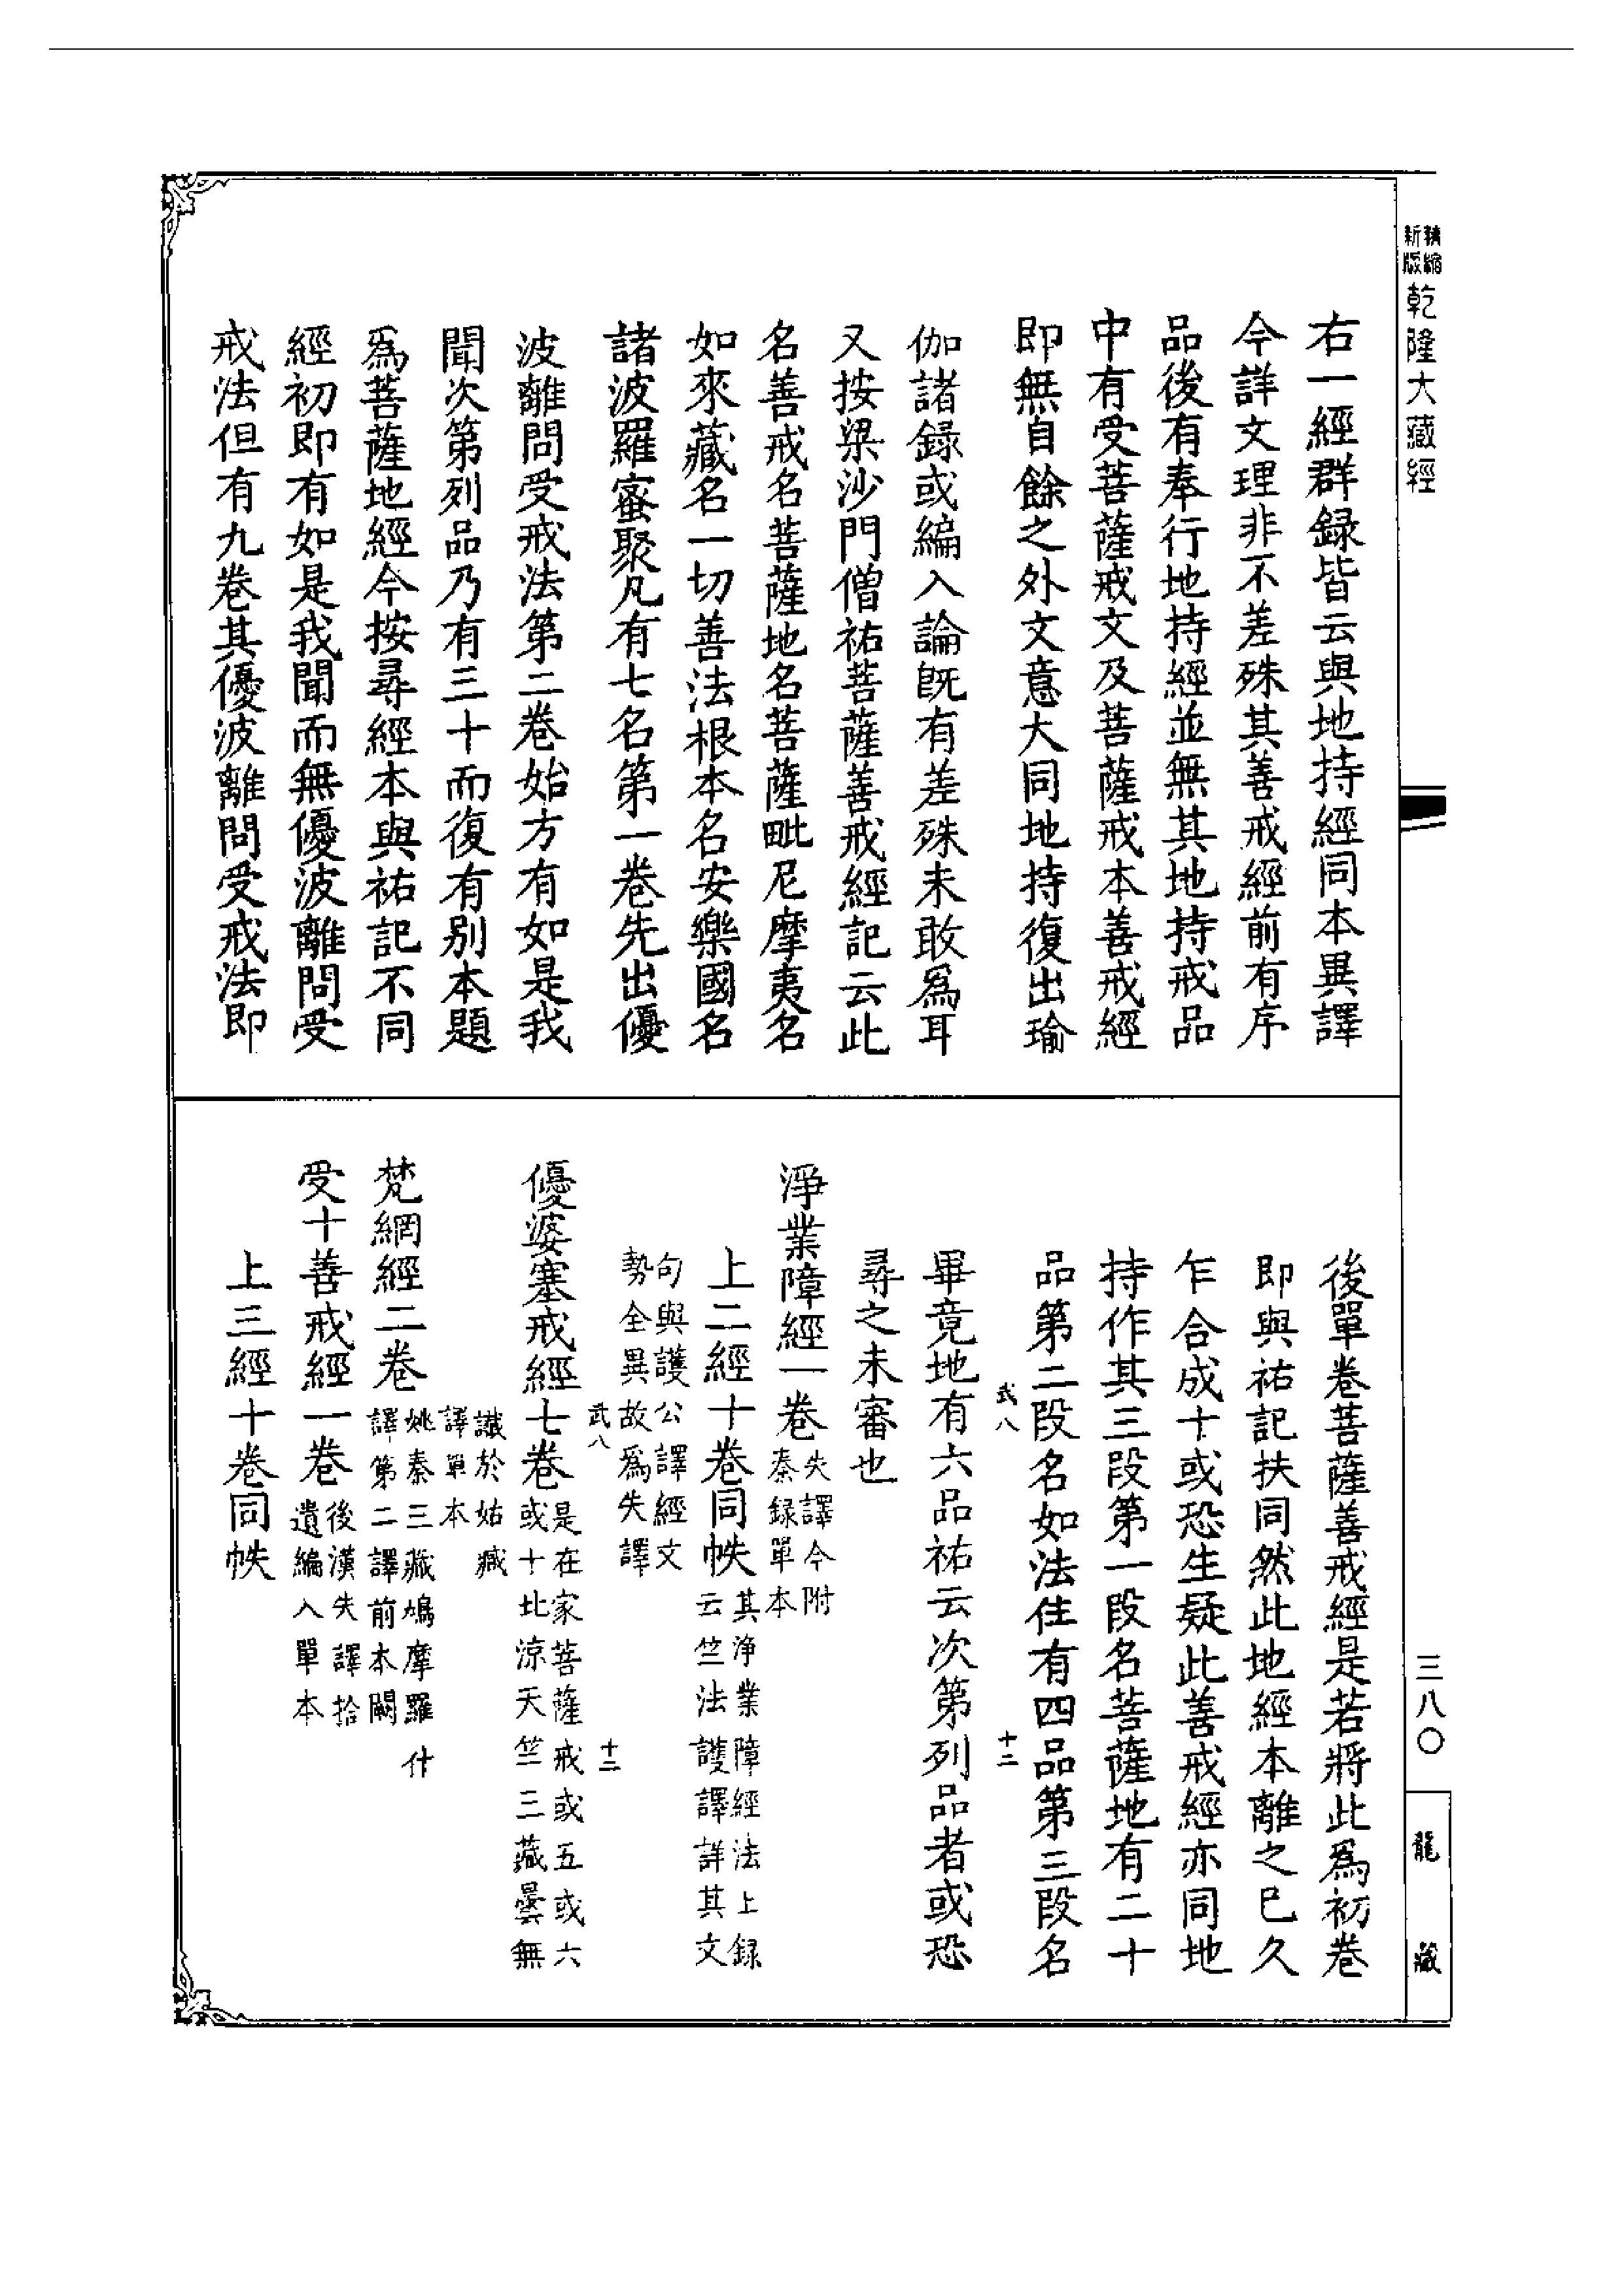 精縮新版 乾隆大藏經
右一經群録皆云與地持經同本異譯
今詳文理非不差殊其善戒經前有序
品後有奉行地持經並無其地持戒品
中有受菩薩戒文及菩薩戒本善戒經
即無自餘之外文意大同地持復出瑜
伽諸録或編入論旣有差殊未敢爲耳
又按梁沙門僧祐菩薩善戒經記云此
名善戒名菩薩地名菩薩毗尼摩夷名
如來藏名一切善法根本名安樂國名
諸波羅蜜聚凡有七名第一卷先出優
波離問受戒法第二卷始方有如是我
聞次第列品乃有三十而復有别本題
爲菩薩地經今按尋經本與祐記不同
經初即有如是我聞而無優波離問受
戒法但有九卷其優波離問受戒法即
三八〇
龍藏
後單卷菩薩善戒經是若將此爲初卷
即與祐記扶同然此地經本離之巳久
乍合成十或恐生疑此善戒經亦同地
持作其三段第一段名菩薩地有二十
品第二段名如法住有四品第三段名
武八 十二
畢竟地有六品祐云次第列品者或恐
尋之未審也
淨業障經一卷失譯今附
秦録單本
上二經十卷同帙其淨業障經法上録
云竺法護譯詳其文
句與護公譯經文
勢全異故爲失譯
武八 十二
優婆塞戒經七卷是在家菩薩戒或五或六
或十北涼天竺三藏曇無
讖於姑臧
譯單本
梵網經二卷姚秦三藏鳩摩羅什
譯第二譯前本闕
受十善戒經一卷後漢失譯拾
遺編入單本
上三經十卷同帙